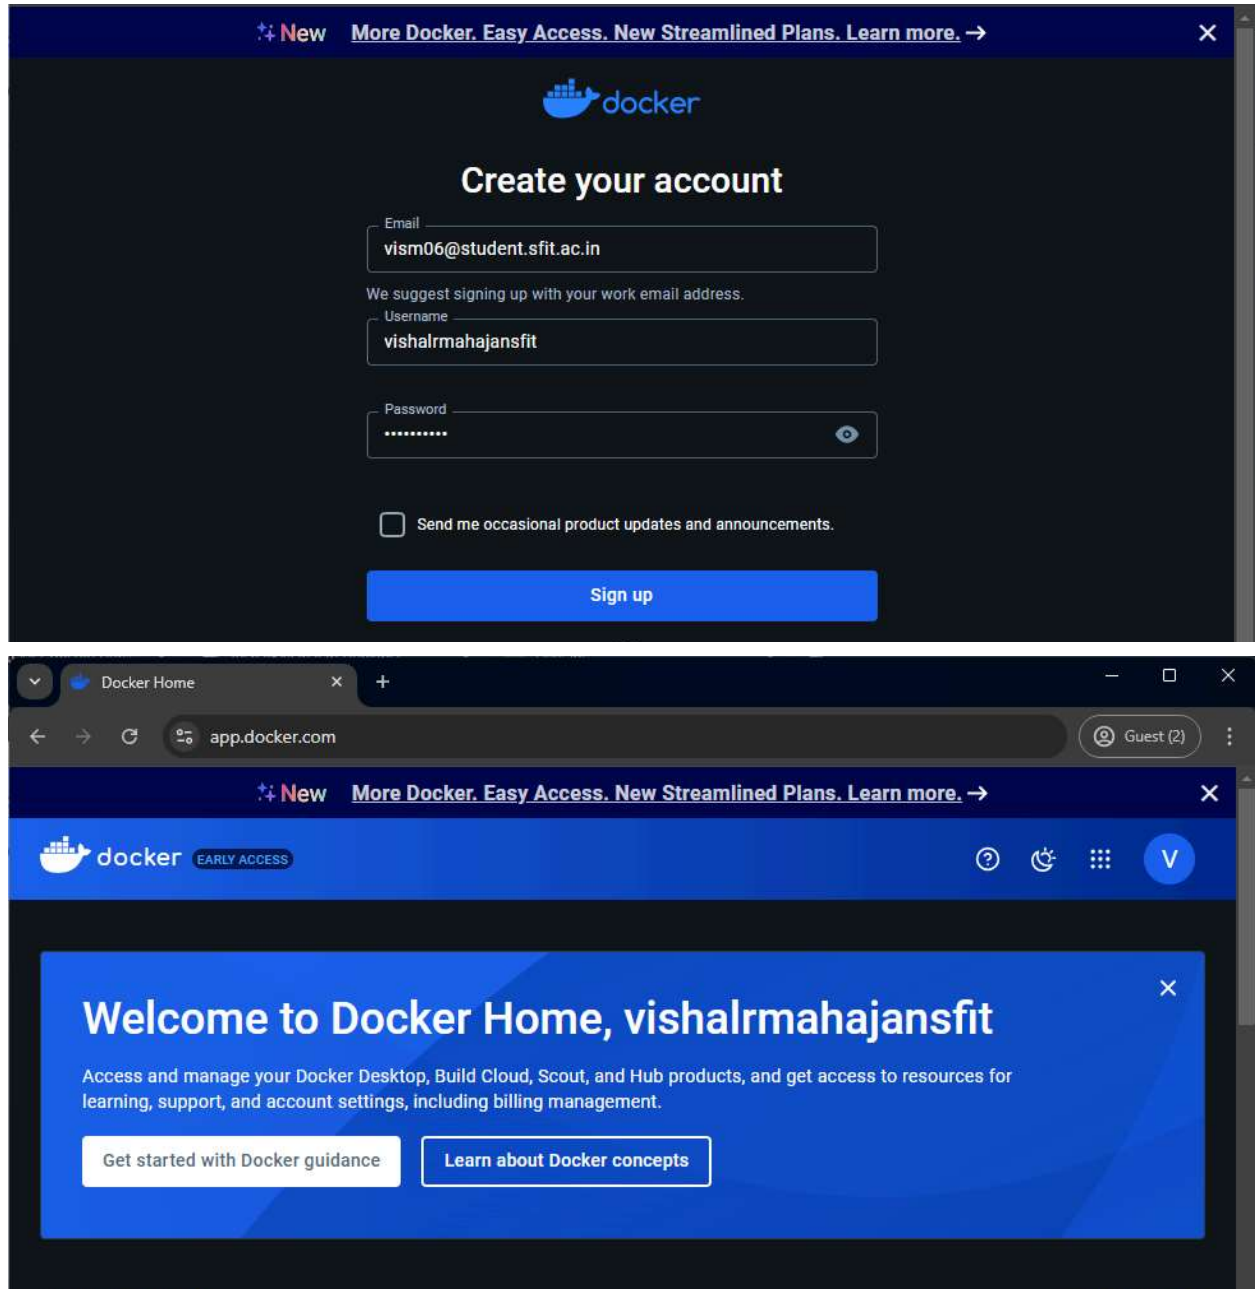 New More Docker. Easy Access. New Streamlined Plans. Learn more. →
docker
Create your account
Email
vism06@student.sfit.ac.in
We suggest signing up with your work email address.
Username
vishalrmahajansfit
Password
••••••••••
Send me occasional product updates and announcements.
Sign up
Docker Home
app.docker.com
Guest (2)
New More Docker. Easy Access. New Streamlined Plans. Learn more. →
docker EARLY ACCESS
V
Welcome to Docker Home, vishalrmahajansfit
Access and manage your Docker Desktop, Build Cloud, Scout, and Hub products, and get access to resources for
learning, support, and account settings, including billing management.
Get started with Docker guidance
Learn about Docker concepts